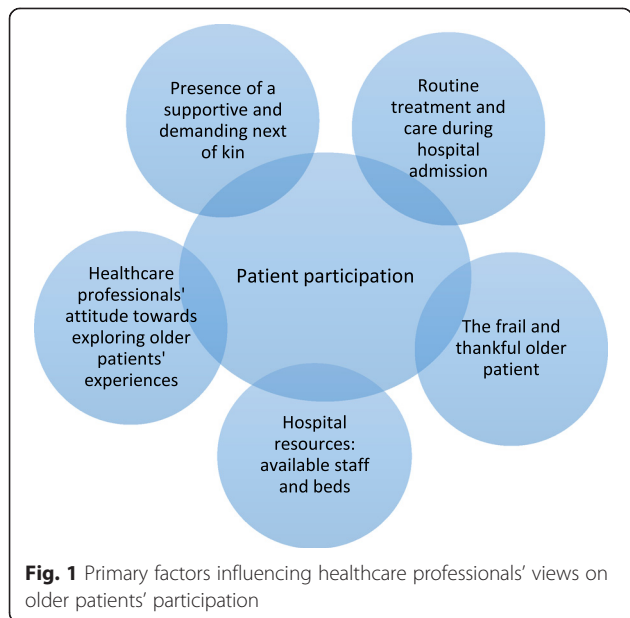 Presence of a
supportive and
demanding next
of kin
Routine
treatment and
care during
hospital
admission
Healthcare
professionals'
attitude towards
exploring older
patients'
experiences
Patient participation
The frail and
thankful older
patient
Hospital
resources:
available staff
and beds
Fig. 1 Primary factors influencing healthcare professionals’ views on
older patients’ participation